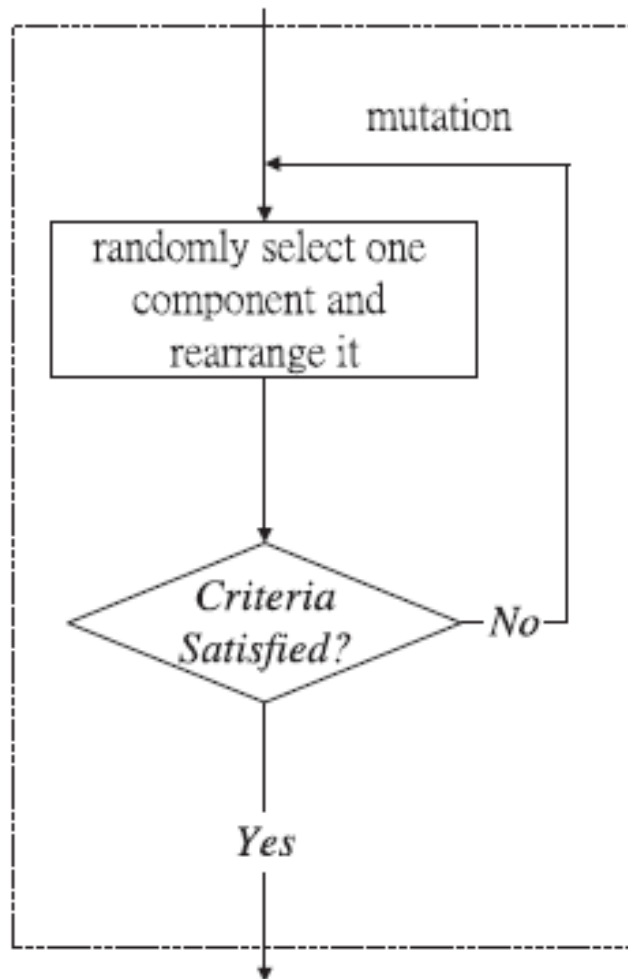 mutation
randomly select one
component and
rearrange it
Criteria
Satisfied?
No
Yes